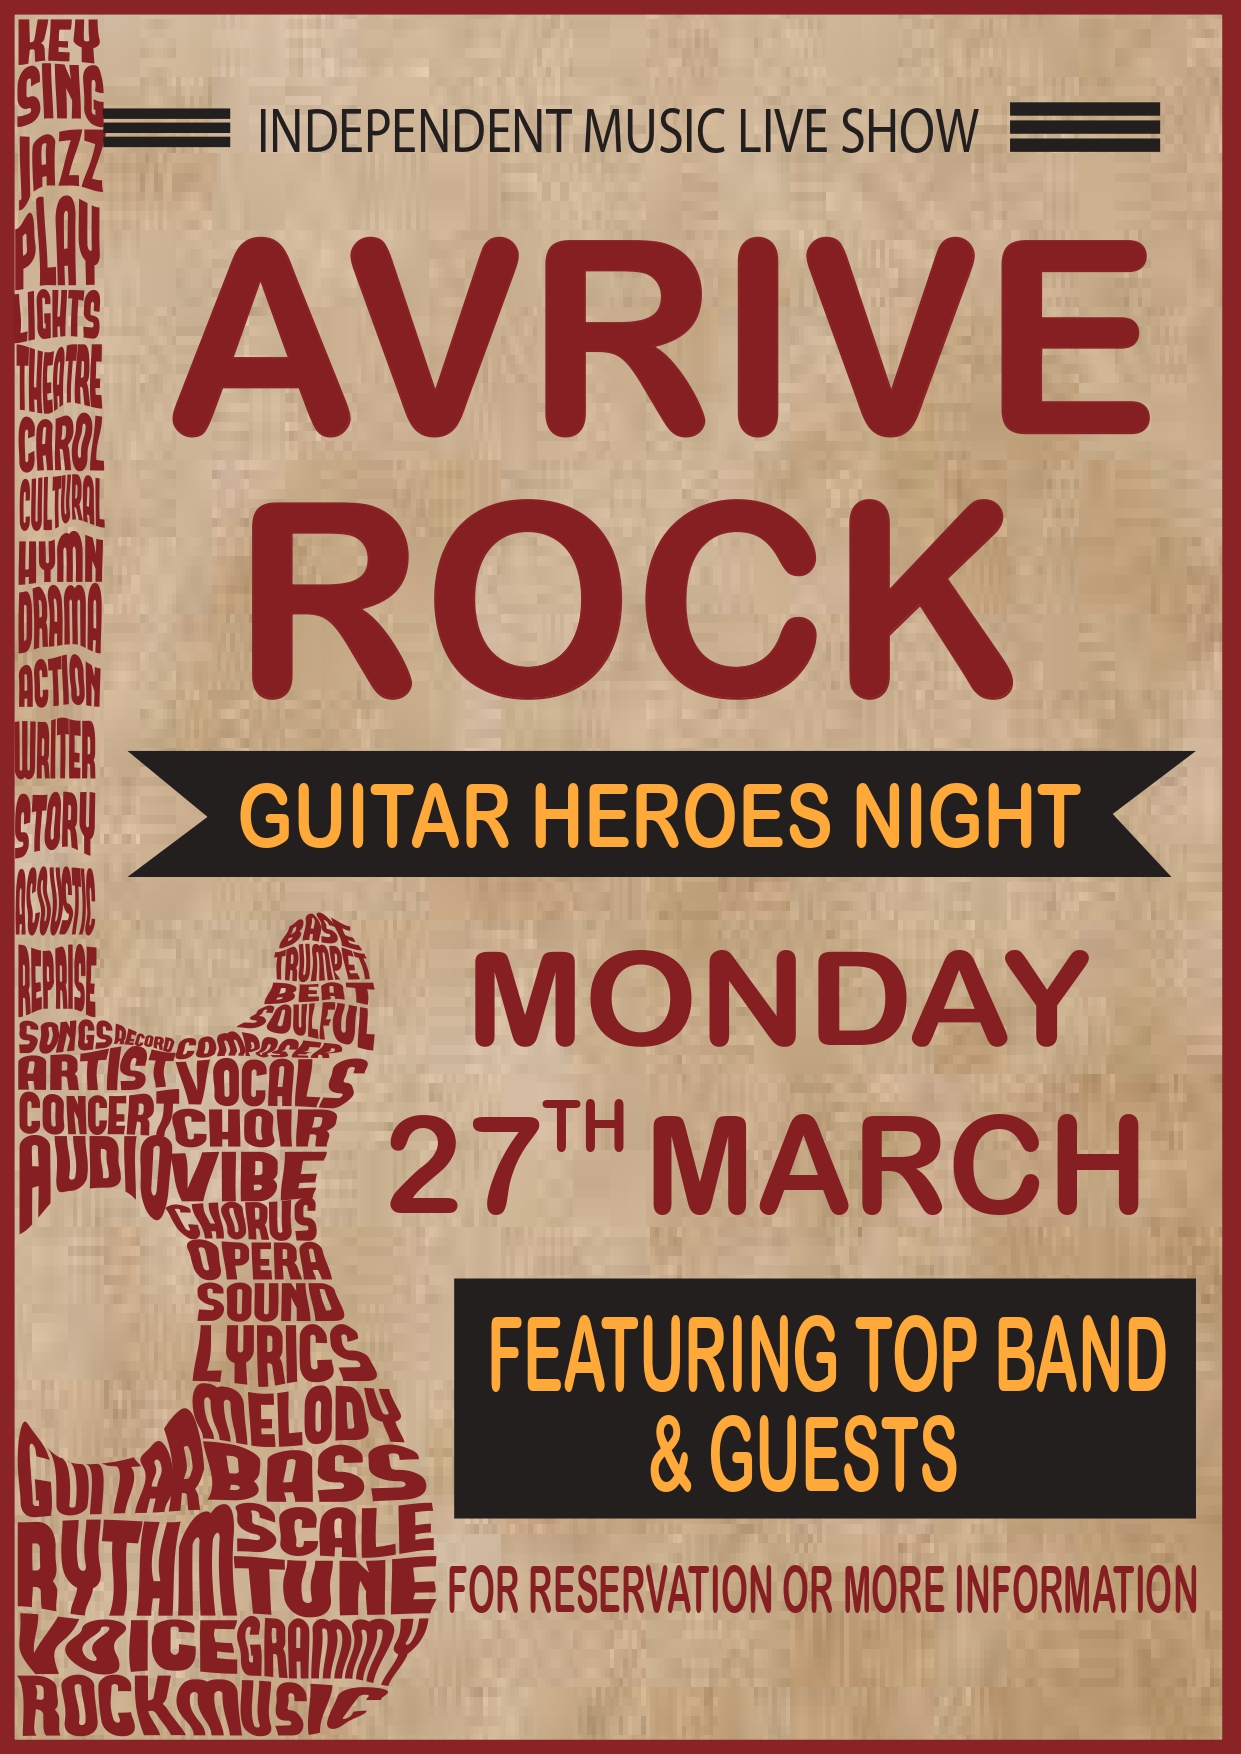 KEY
SING
JAZZ
PLAY
LIGHTS
THEATRE
CAROL
CULTURAL
HYMN
DRAMA
ACTION
WRITER
STORY
ACOUSTIC
REPRISE
INDEPENDENT MUSIC LIVE SHOW
AVRIVE
ROCK
GUITAR HEROES NIGHT
BASE
TRUMPET
BEAT
SOULFUL
SONGS RECORD COMPOSER
ARTIST VOCALS
CONCERT CHOIR
AUDIO VIBE
CHORUS
OPERA
SOUND
LYRICS
MELODY
GUITAR BASS
RYTHM SCALE
TUNE
VOICE GRAMMY
ROCK MUSIC
MONDAY
27TH MARCH
FEATURING TOP BAND
& GUESTS
FOR RESERVATION OR MORE INFORMATION